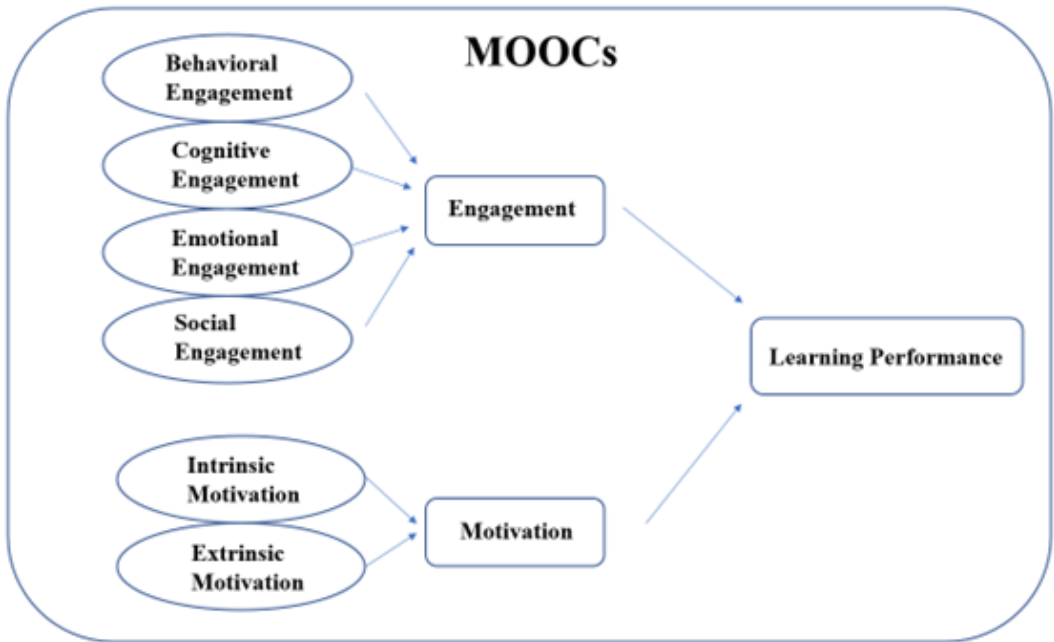 MOOCs
Behavioral
Engagement
Cognitive
Engagement
Emotional
Engagement
Social
Engagement
Engagement
Learning Performance
Intrinsic
Motivation
Extrinsic
Motivation
Motivation